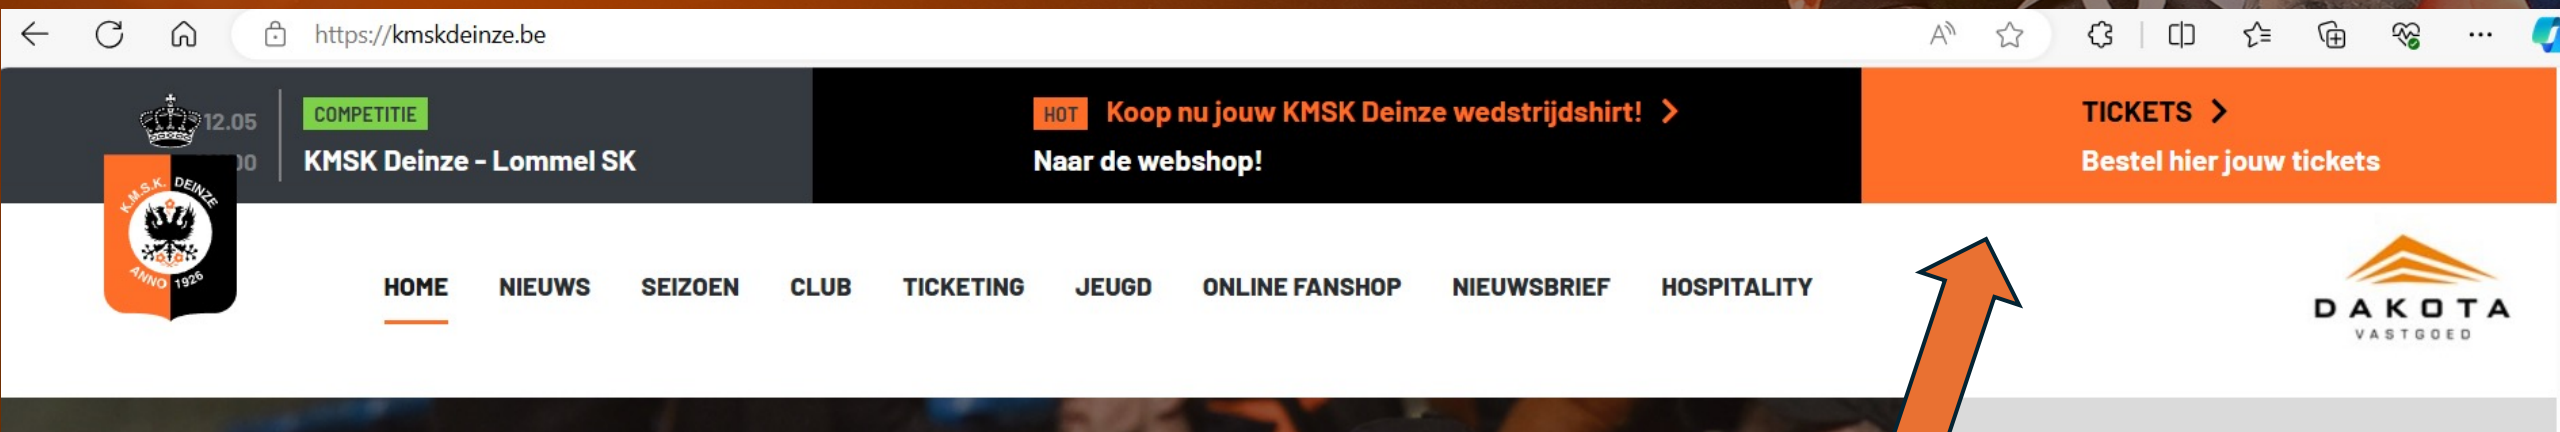 https://kmskdeinze.be
12.05
COMPETITIE
KMSK Deinze - Lommel SK
HOT Koop nu jouw KMSK Deinze wedstrijdshirt!
Naar de webshop!
TICKETS
Bestel hier jouw tickets
K.M.S.K. DEINZE
ANNO 1926
HOME NIEUWS SEIZOEN CLUB TICKETING JEUGD ONLINE FANSHOP NIEUWSBRIEF HOSPITALITY
DAKOTA
VASTGOED